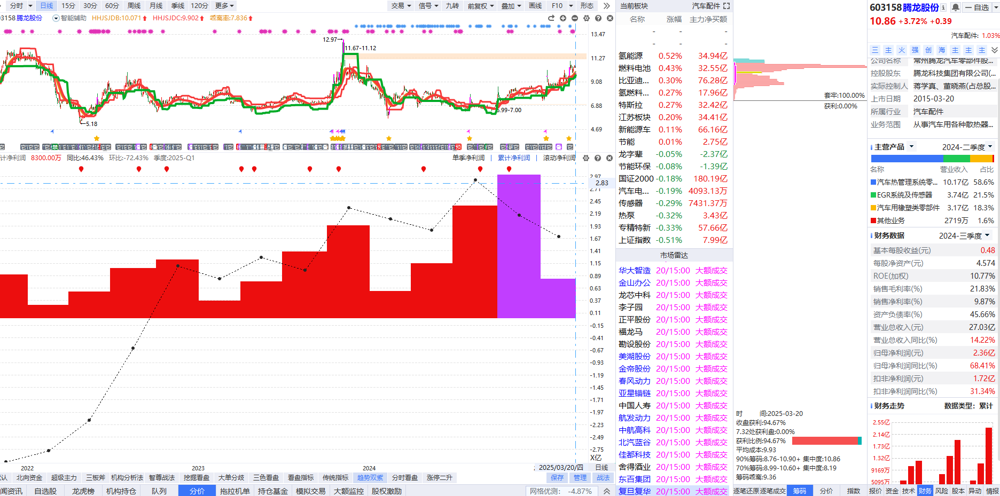 分时 日线 15分 30分 60分 周线 月线 季线 120分 更多 交易 信号 九转 前复权 叠加 画线 F10 形态
603158 腾龙股份 智能辅助 HHJSJDB:10.071 HHJSJDC:9.902 乖离率:7.836
13.47
12.97
11.67-11.12
11.27
9.08
6.88
5.99-7.00
5.18
4.69
计净利润 8300.00万 同比:46.43% 环比:-72.43% 季度:2025-Q1 单季净利润 累计净利润 滚动净利润
2.97
2.83
2.71
2.45
2.19
1.93
1.67
1.41
1.15
0.89
0.63
0.37
0.11
-0.15
-0.41
-0.67
-0.93
-1.19
-1.45
-1.71
-1.97
-2.23
-2.49
-2.75
X亿
2022 2023 2024 2025/03/20/四 日线
认 北向资金 超级主力 三板斧 机构分析法 智尊战法 挖掘看盘 大单分歧 三色看盘 看盘指标 传统指标 趋势双紫 分时看盘 涨停二升 保存 管理 战法
闻资讯 自选股 龙虎榜 机构持仓 队列 分价 拖拉机单 持仓基金 模拟交易 大额监控 股权激励 网格优测: -4.87%
当前板块 汽车配件
名称 涨幅 主力净买额
- - -
- - -
氢能源 0.52% 34.94亿
燃料电池 0.43% 32.55亿
比亚迪... 0.30% 76.28亿
氢燃料... 0.27% 17.96亿
特斯拉 0.27% 32.42亿
江苏板块 0.20% 34.41亿
新能源车 0.11% 66.16亿
节能 0.01% 2.75亿
龙字辈 -0.05% -2.37亿
节能环保 -0.08% -1.39亿
国证2000 -0.18% 180.19亿
汽车电... -0.19% 4093.13万
传感器 -0.29% 7431.37万
热泵 -0.32% 3.43亿
专精特新 -0.33% 57.66亿
上证指数 -0.51% 7.99亿
市场雷达
华大智造 20/15:00 大额成交
金山办公 20/15:00 大额成交
龙芯中科 20/15:00 大额成交
李子园 20/15:00 大额成交
正平股份 20/15:00 大额成交
福龙马 20/15:00 大额成交
勘设股份 20/15:00 大额成交
美湖股份 20/15:00 大额成交
金帝股份 20/15:00 大额成交
春风动力 20/15:00 大额成交
亚星锚链 20/15:00 大额成交
中国人寿 20/15:00 大额成交
航发动力 20/15:00 大额成交
中航高科 20/15:00 大额成交
北汽蓝谷 20/15:00 大额成交
佳都科技 20/15:00 大额成交
舍得酒业 20/15:00 大额成交
东百集团 20/15:00 大额成交
复旦复华 20/15:00 大额成交
套牢:100.00%
获利:0.00%
时 间:2025-03-20
收盘获利:94.67%
7.32处获利盘:0.00%
获利比例:94.67%
平均成本:9.93
90%筹码:8.76-10.90+ 集中度:10.86
70%筹码:8.99-10.60+ 集中度:8.19
筹码乖离:9.36
逐笔还原 逐笔成交 筹码 分价 指数
603158 腾龙股份 自选
10.86 +3.72% +0.39
汽车配件: 1.03%
三 主 火 强 创 海 主 主 主
公司名称 常州腾龙汽车零部件股...
控股股东 腾龙科技集团有限公司(...
实际控制人 蒋学真、董晓燕(占总股...
上市日期 2015-03-20
所属行业 汽车配件
业务范围 从事汽车用各种散热器...
主营产品 2024-二季度
名称 营业收入 占比
汽车热管理系统零... 10.17亿 58.6%
EGR系统及传感器 3.74亿 21.5%
汽车用橡塑类零部件 3.17亿 18.3%
其他业务 2719万 1.6%
财务数据 2024-三季度
基本每股收益(元) 0.48
每股净资产(元) 4.574
ROE(加权) 10.77%
销售毛利率(%) 21.83%
销售净利率(%) 9.87%
资产负债率(%) 45.66%
营业总收入(元) 27.03亿
营业总收入同比(%) 14.22%
归母净利润(元) 2.36亿
归母净利润同比(%) 68.41%
扣非净利润(元) 1.72亿
扣非净利润同比(%) 31.34%
财务走势 数据类型: 累计
2.55亿
2.14亿
1.73亿
1.32亿
9169万
5095万
报价 资金 技术 财务 风险 股本 异动 情报